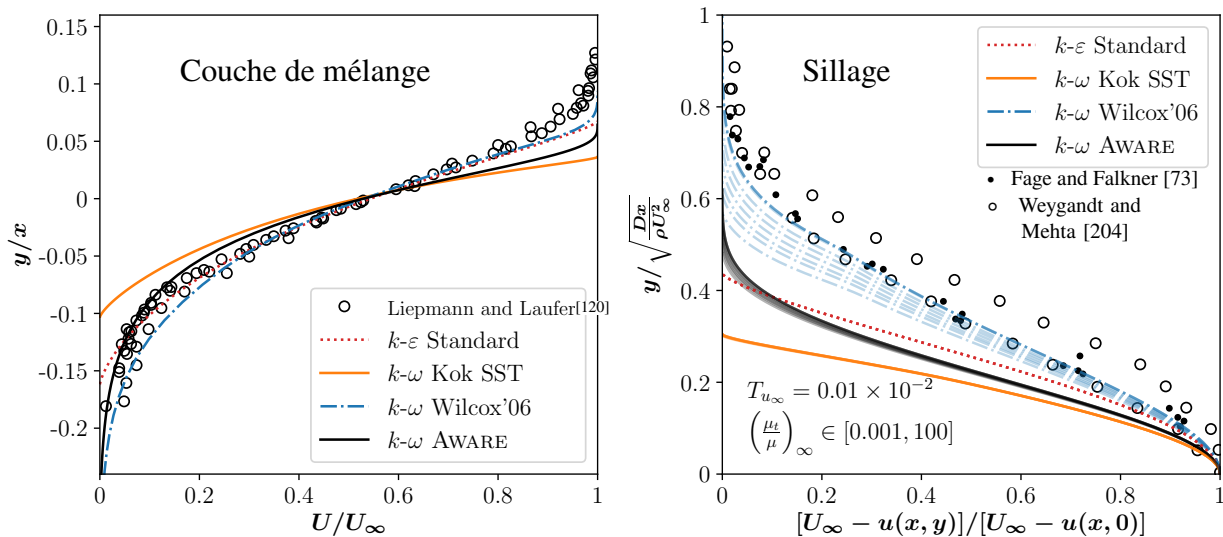 Couche de mélange
0.15
0.1
0.05
0
-0.05
-0.1
-0.15
-0.2
y/x
Liepmann and Laufer[120]
k-ε Standard
k-ω Kok SST
k-ω Wilcox'06
k-ω AWARE
0 0.2 0.4 0.6 0.8 1
U/U∞
Sillage
1
0.8
0.6
0.4
0.2
0
y/√(Dx/ρU∞²)
k-ε Standard
k-ω Kok SST
k-ω Wilcox'06
k-ω AWARE
Fage and Falkner [73]
Weygandt and
Mehta [204]
T_{u∞} = 0.01 × 10⁻²
(μt/μ)∞ ∈ [0.001, 100]
0 0.2 0.4 0.6 0.8 1
[U∞ − u(x, y)]/[U∞ − u(x, 0)]